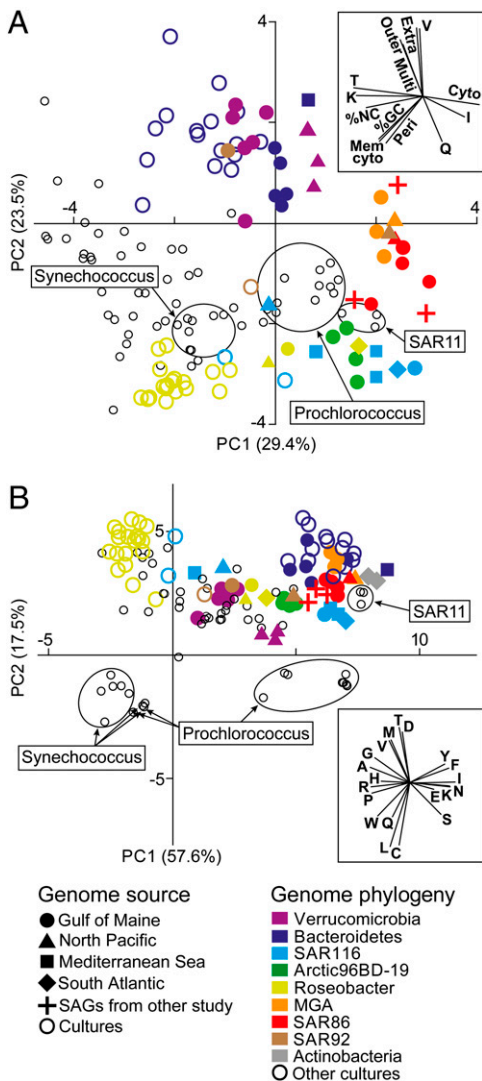 A
4
V
Extra
Multi
Outer
T
K
%NC
%GC
Peri
Mem
cyto
Cyto
I
Q
-4
4
PC2 (23.5%)
Synechococcus
SAR11
Prochlorococcus
-4
PC1 (29.4%)
B
5
-5
10
PC2 (17.5%)
SAR11
Prochlorococcus
Synechococcus
-5
T
D
M
V
G
A
H
R
P
W
Q
L
C
Y
F
I
N
E
K
S
PC1 (57.6%)
Genome source
Gulf of Maine
North Pacific
Mediterranean Sea
South Atlantic
SAGs from other study
Cultures
Genome phylogeny
Verrucomicrobia
Bacteroidetes
SAR116
Arctic96BD-19
Roseobacter
MGA
SAR86
SAR92
Actinobacteria
Other cultures